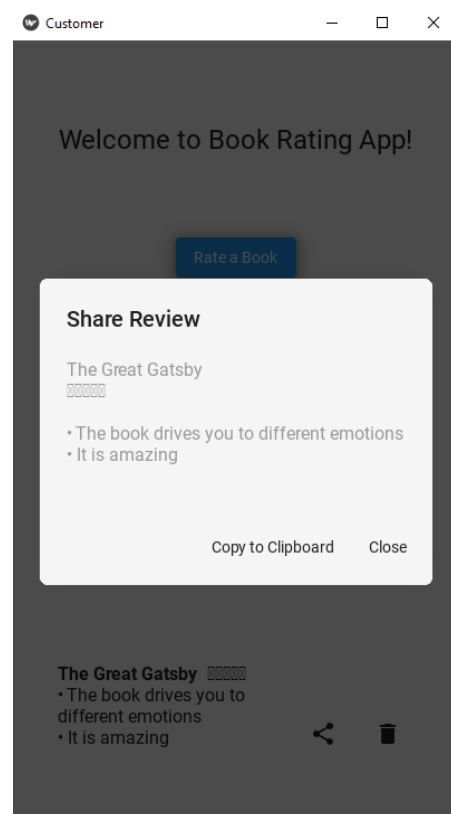 Customer
Welcome to Book Rating App!
Rate a Book
Share Review
The Great Gatsby
• The book drives you to different emotions
• It is amazing
Copy to Clipboard
Close
The Great Gatsby
• The book drives you to
different emotions
• It is amazing